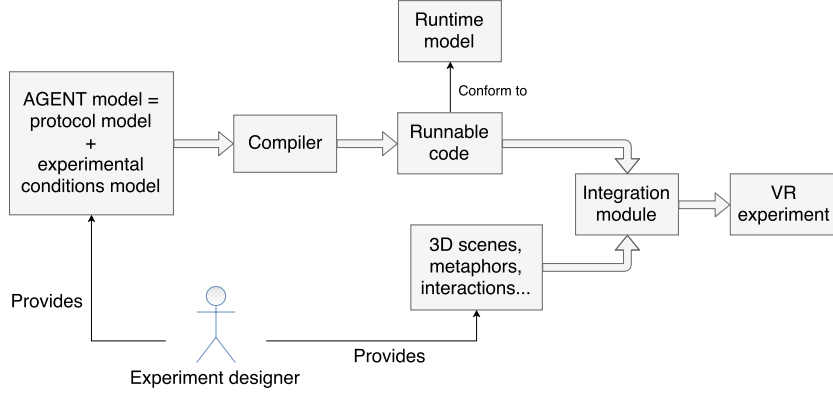 Runtime
model
AGENT model =
protocol model
+
experimental
conditions model
Compiler
Conform to
Runnable
code
Integration
module
VR
experiment
3D scenes,
metaphors,
interactions...
Provides
Provides
Experiment designer